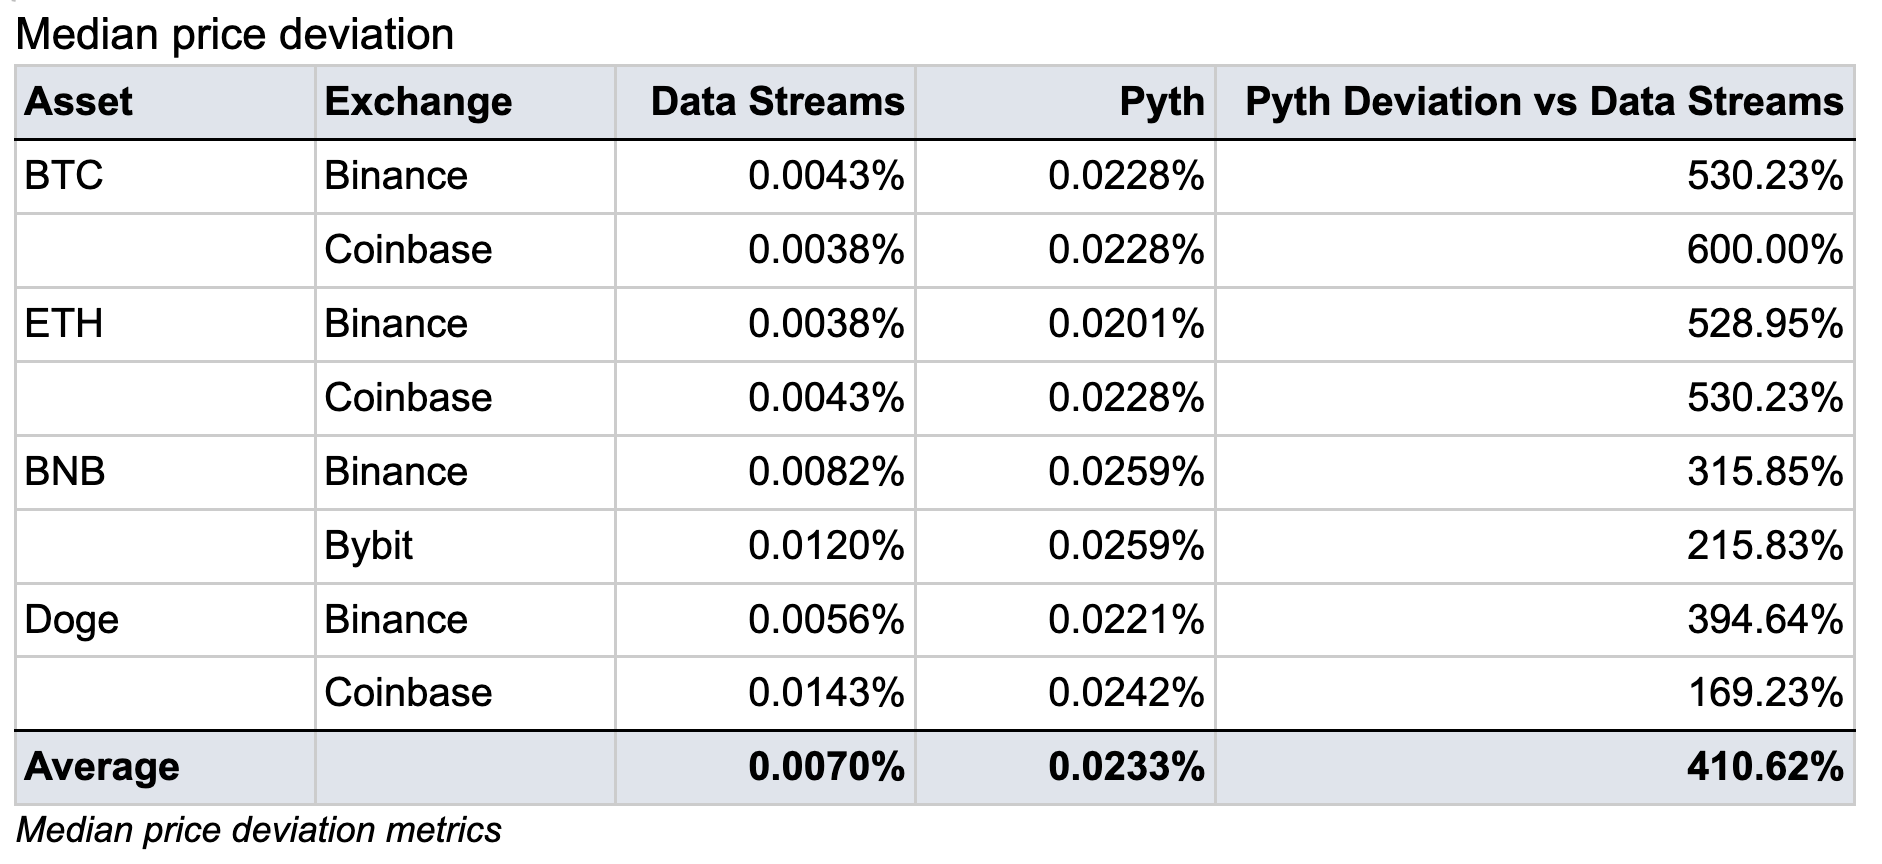 Median price deviation
Asset Exchange Data Streams Pyth Pyth Deviation vs Data Streams
BTC Binance 0.0043% 0.0228% 530.23%
Coinbase 0.0038% 0.0228% 600.00%
ETH Binance 0.0038% 0.0201% 528.95%
Coinbase 0.0043% 0.0228% 530.23%
BNB Binance 0.0082% 0.0259% 315.85%
Bybit 0.0120% 0.0259% 215.83%
Doge Binance 0.0056% 0.0221% 394.64%
Coinbase 0.0143% 0.0242% 169.23%
Average 0.0070% 0.0233% 410.62%
Median price deviation metrics